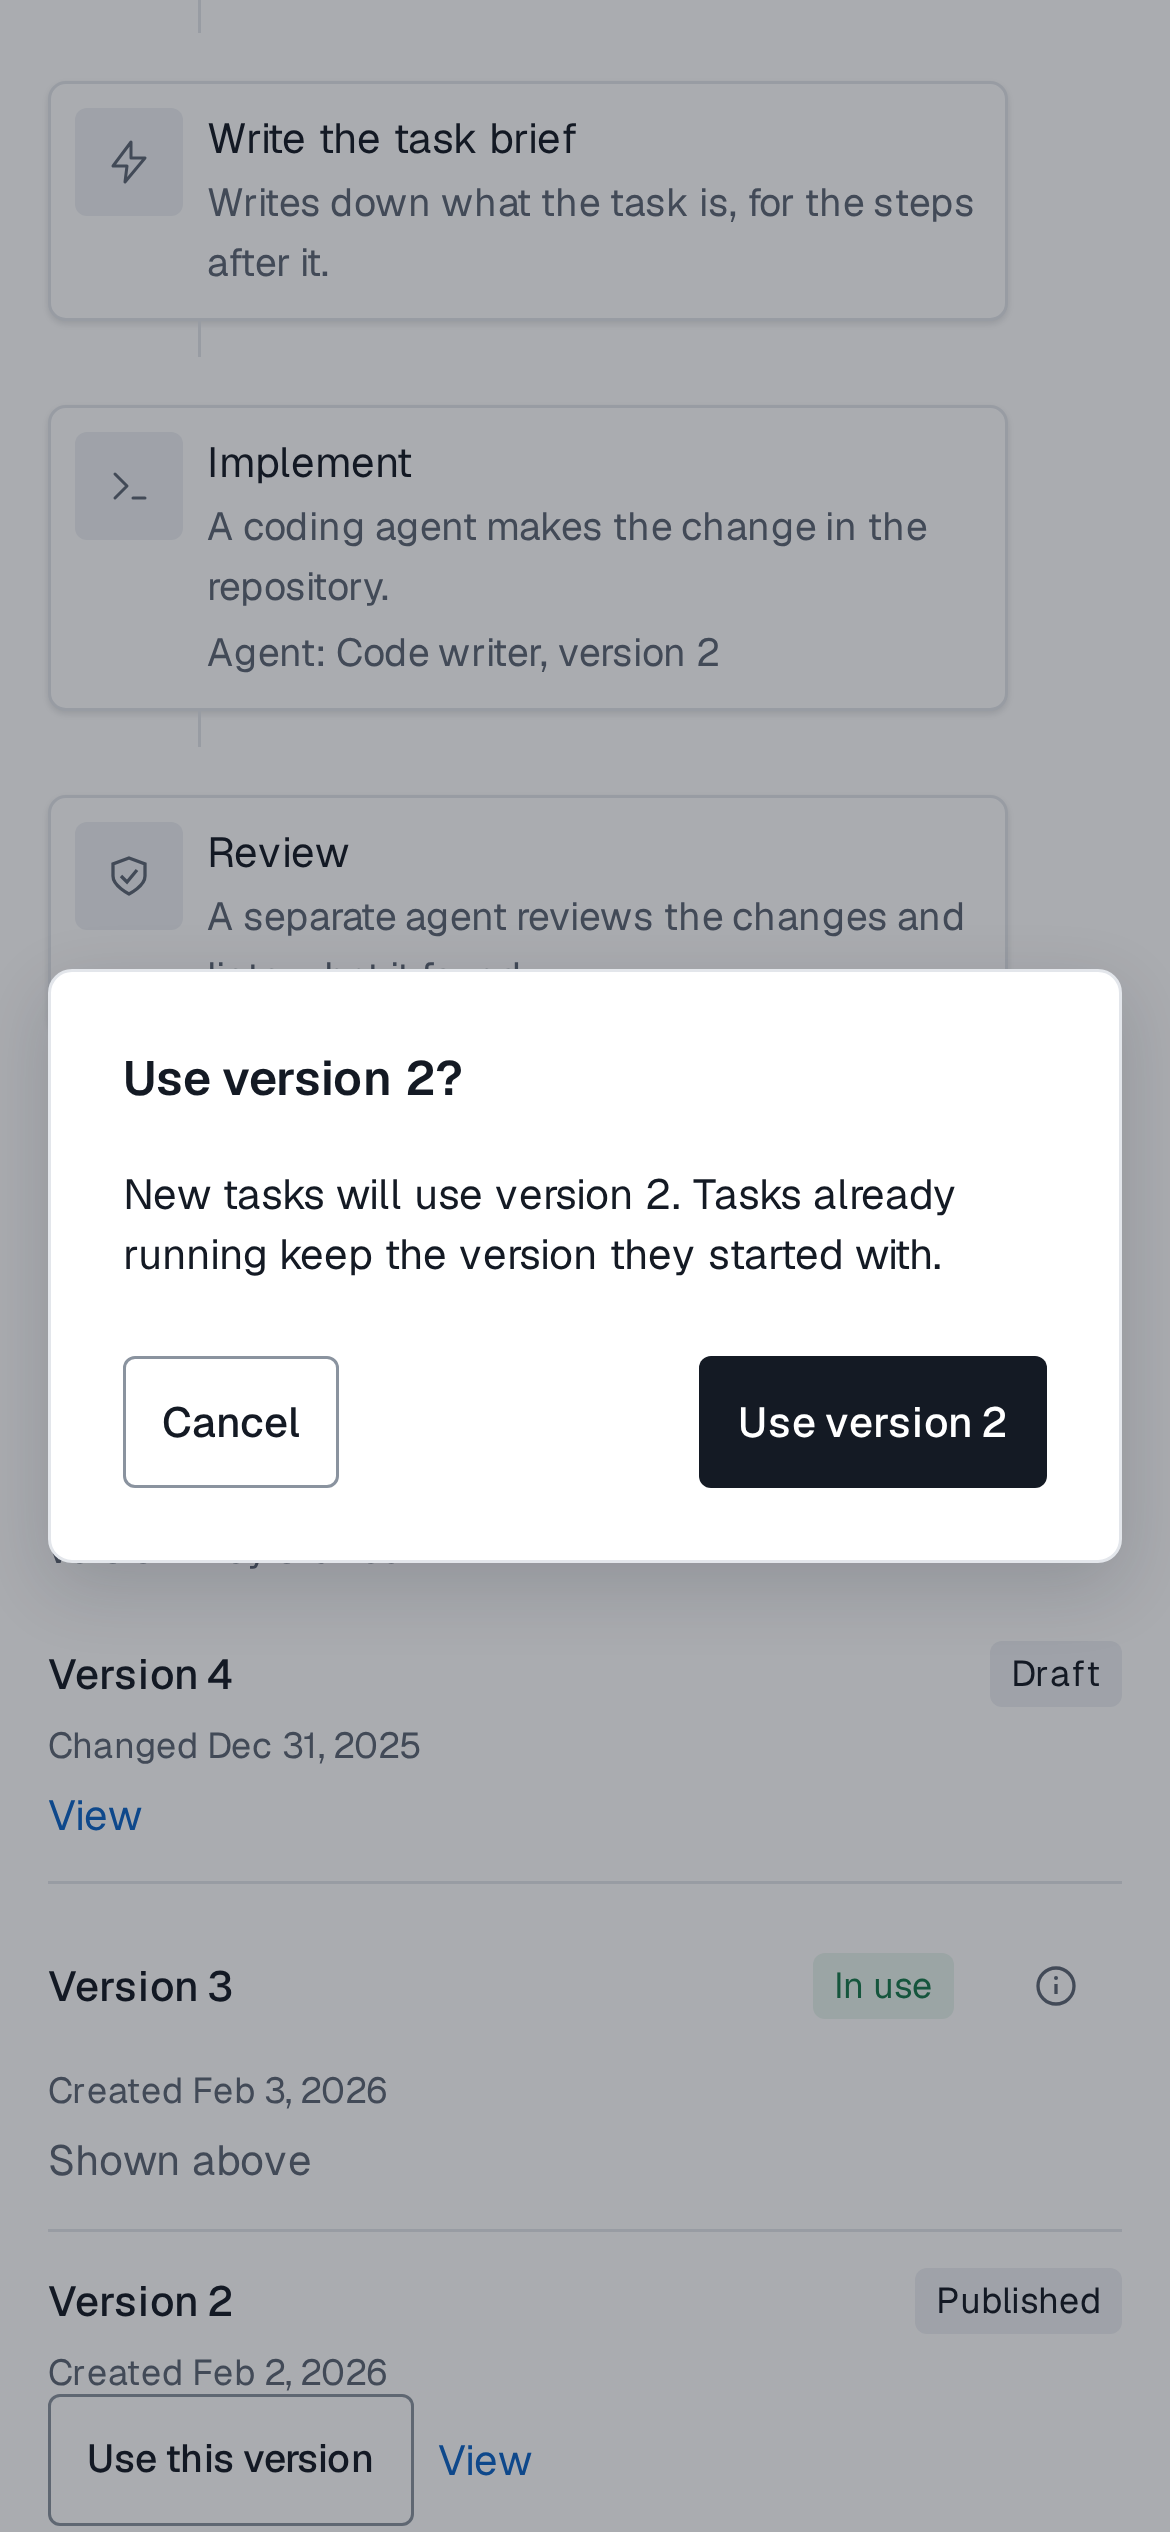 Write the task brief
Writes down what the task is, for the steps
after it.
Implement
A coding agent makes the change in the
repository.
Agent: Code writer, version 2
Review
A separate agent reviews the changes and
Use version 2?
New tasks will use version 2. Tasks already
running keep the version they started with.
Cancel
Use version 2
Version 4
Draft
Changed Dec 31, 2025
View
Version 3
In use
Created Feb 3, 2026
Shown above
Version 2
Published
Created Feb 2, 2026
Use this version
View